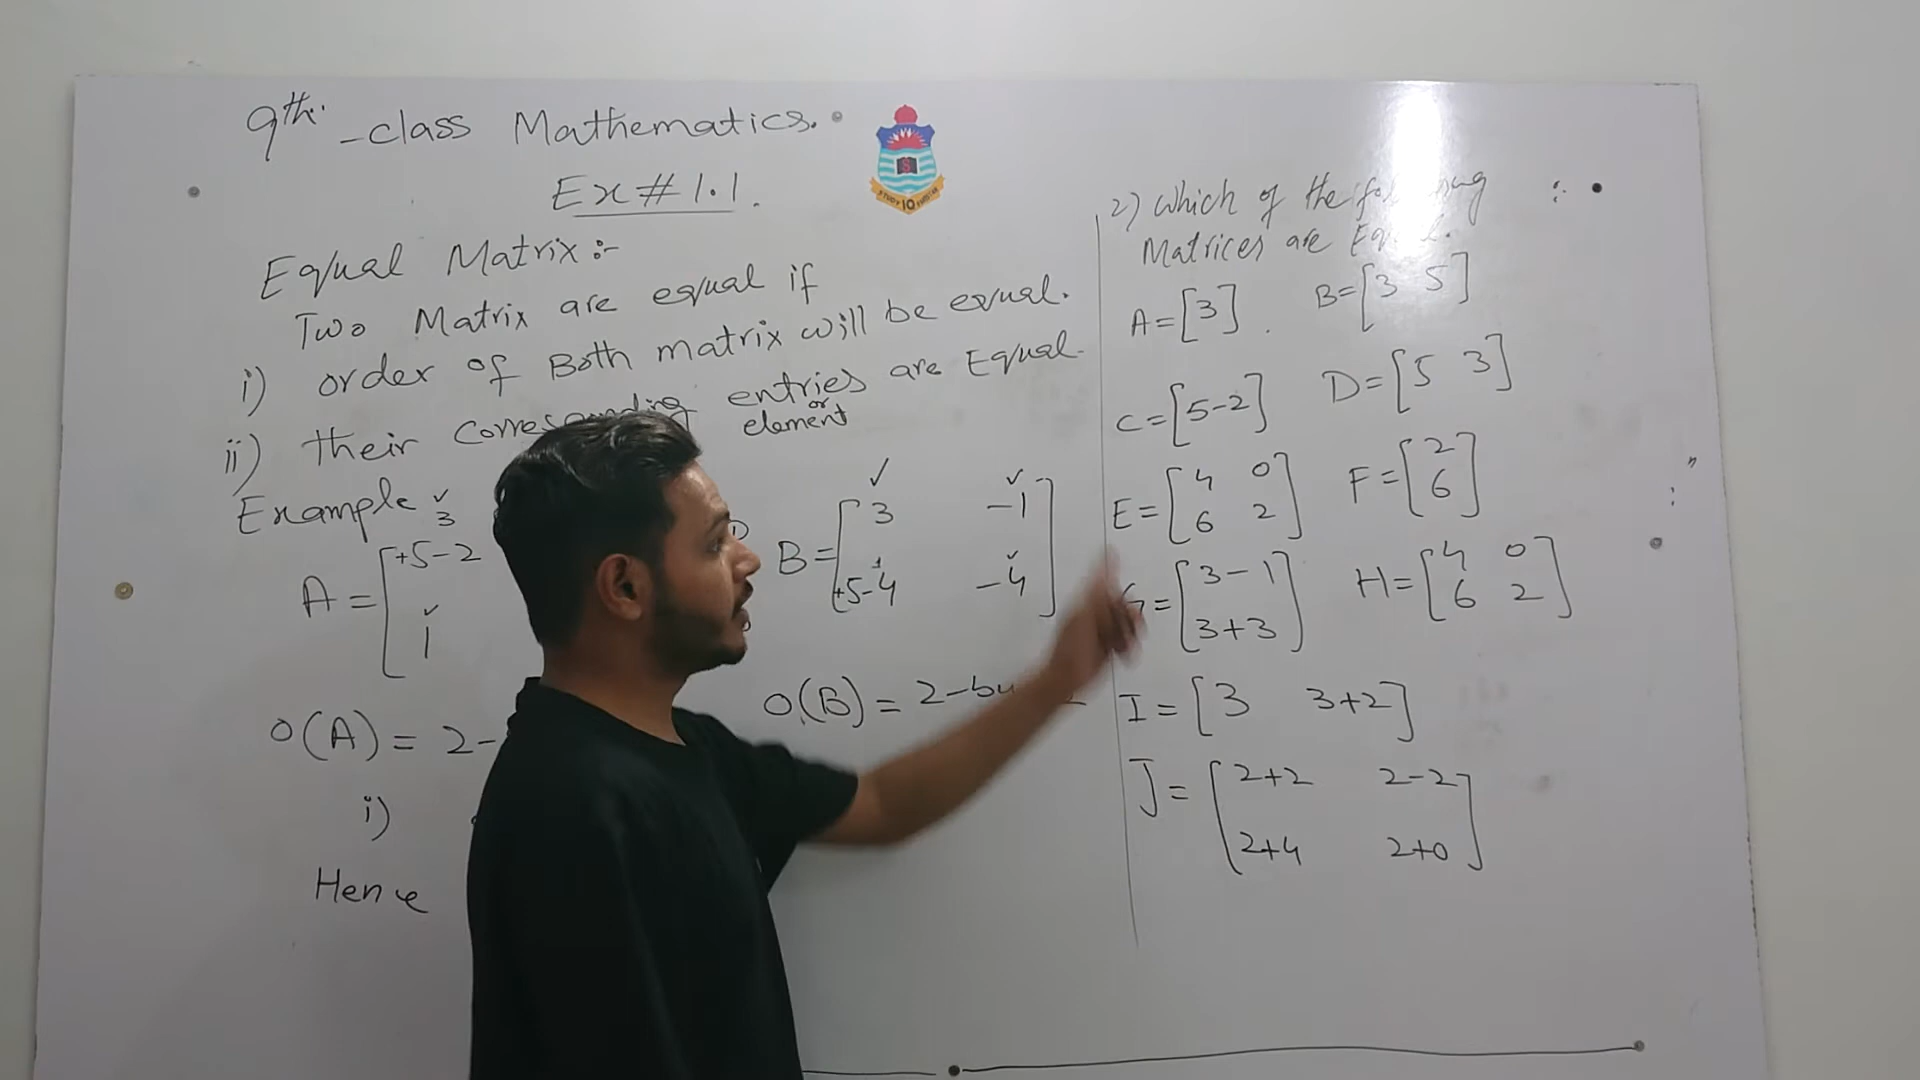 9th.. - class Mathematics.
Ex # 1.1.
STUDY 10
Equal Matrix :-
Two Matrix are equal if
i) order of Both matrix will be equal.
ii) their entries are Equal.
or
element
Example
3
A = [+5-2
1
B = [3 -1]
[+5-4 -4]
1
O(A) = 2-
O(B) = 2-
i)
Hence
2) Which of the
Matrices are
A = [3] . B = [3 5]
C = [5-2] D = [5 3]
E = [4 0] F = [2]
[6 2] [6]
= [3-1] H = [4 0]
[3+3] [6 2]
I = [3 3+2]
J = [2+2 2-2]
[2+4 2+0]